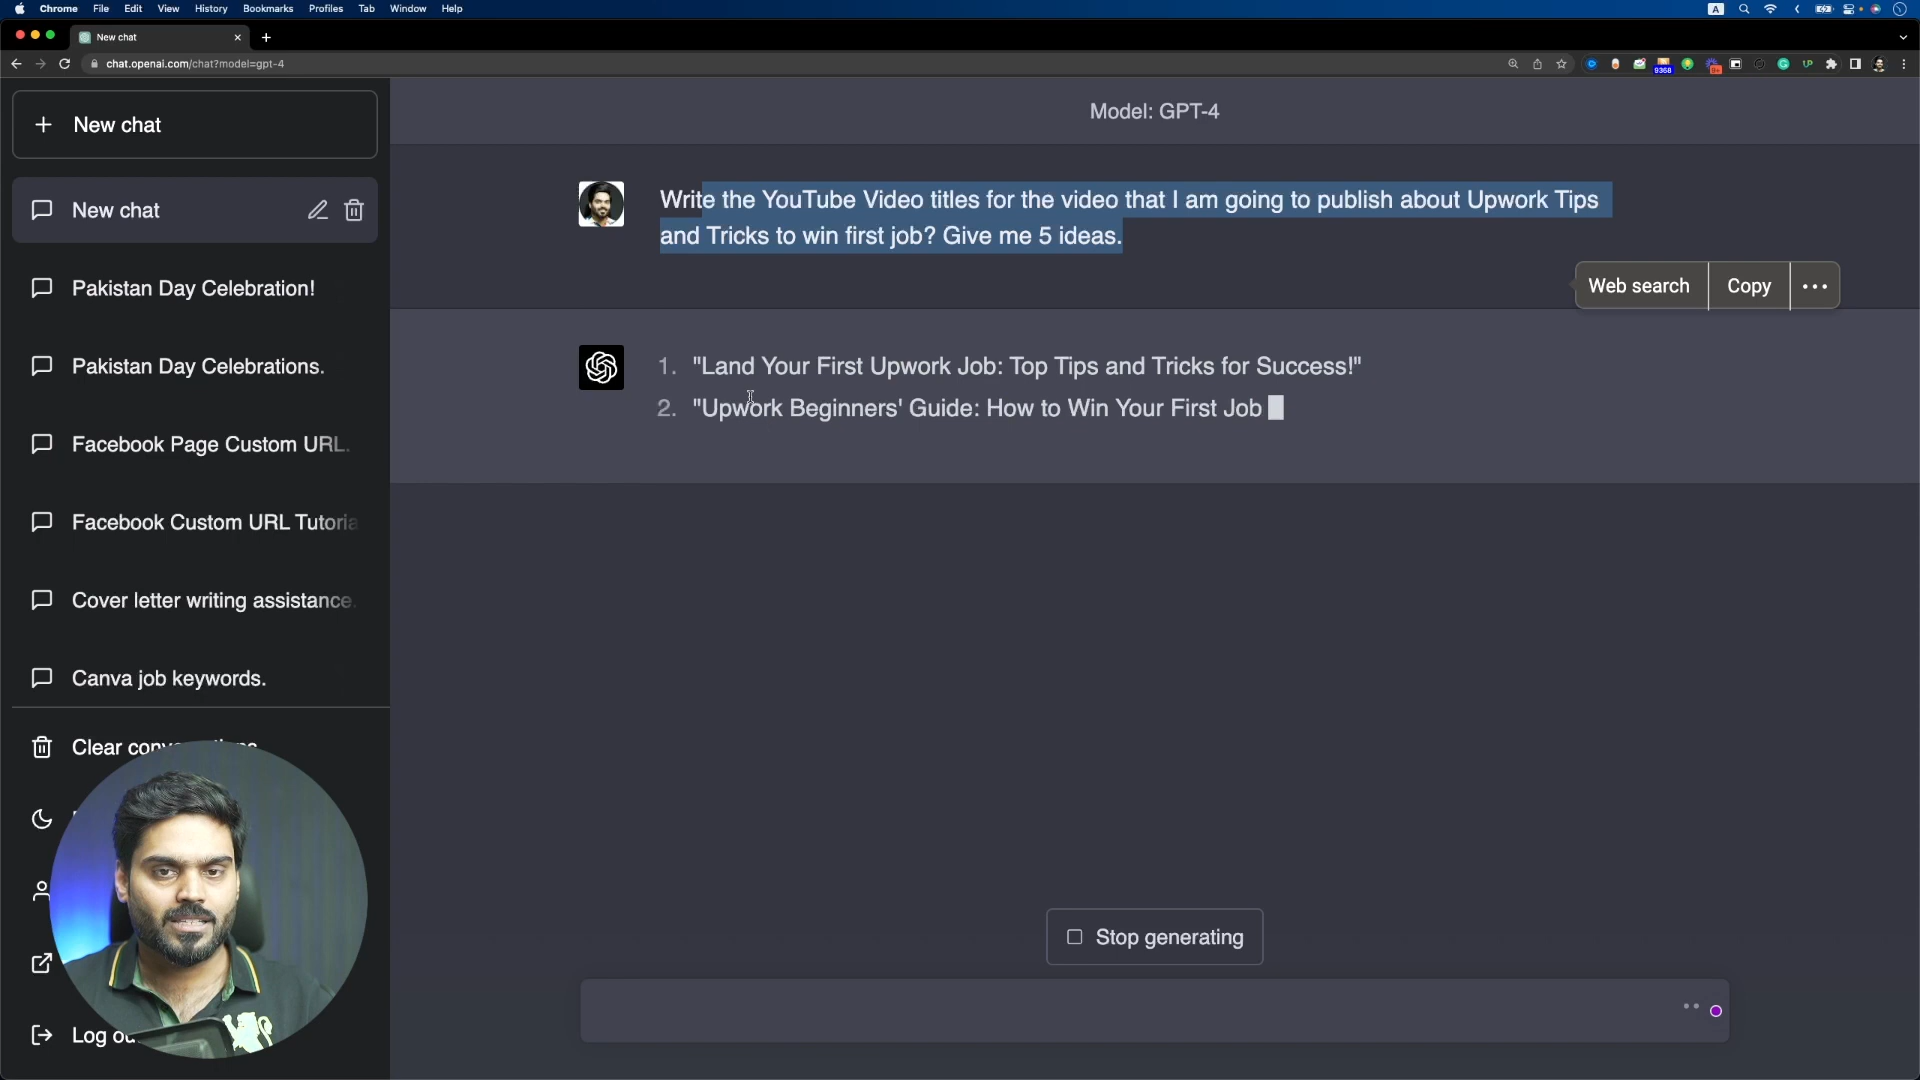 Chrome File Edit View History Bookmarks Profiles Tab Window Help
A
New chat
chat.openai.com/chat?model=gpt-4
9368
New chat
Model: GPT-4
New chat
Write the YouTube Video titles for the video that I am going to publish about Upwork Tips
and Tricks to win first job? Give me 5 ideas.
Pakistan Day Celebration!
Web search Copy
Pakistan Day Celebrations.
1. "Land Your First Upwork Job: Top Tips and Tricks for Success!"
2. "Upwork Beginners' Guide: How to Win Your First Job
Facebook Page Custom URL.
Facebook Custom URL Tutoria
Cover letter writing assistance.
Canva job keywords.
Clear
Stop generating
Log